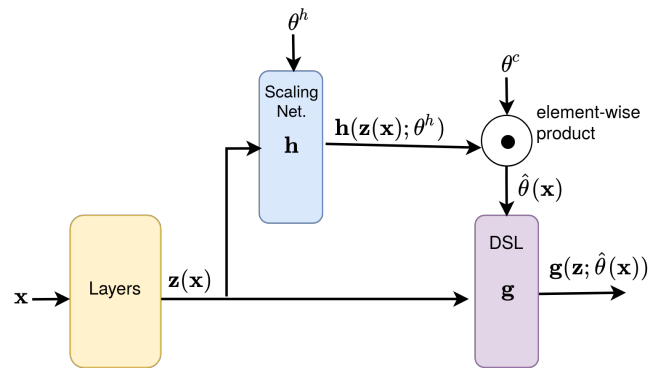 θ^h
Scaling
Net.
h
h(z(x); θ^h)
θ^c
element-wise
product
θ̂(x)
x
Layers
z(x)
DSL
g
g(z; θ̂(x))